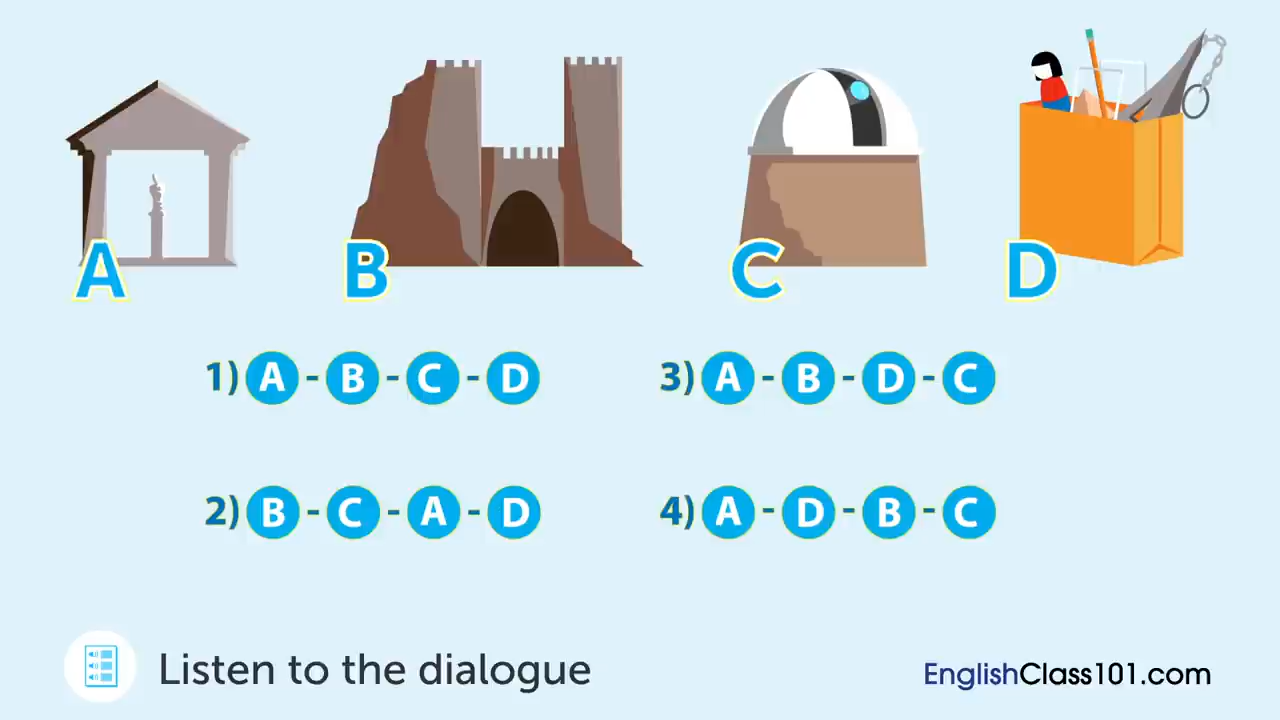 A B C D
1) A - B - C - D
3) A - B - D - C
2) B - C - A - D
4) A - D - B - C
Listen to the dialogue
EnglishClass101.com